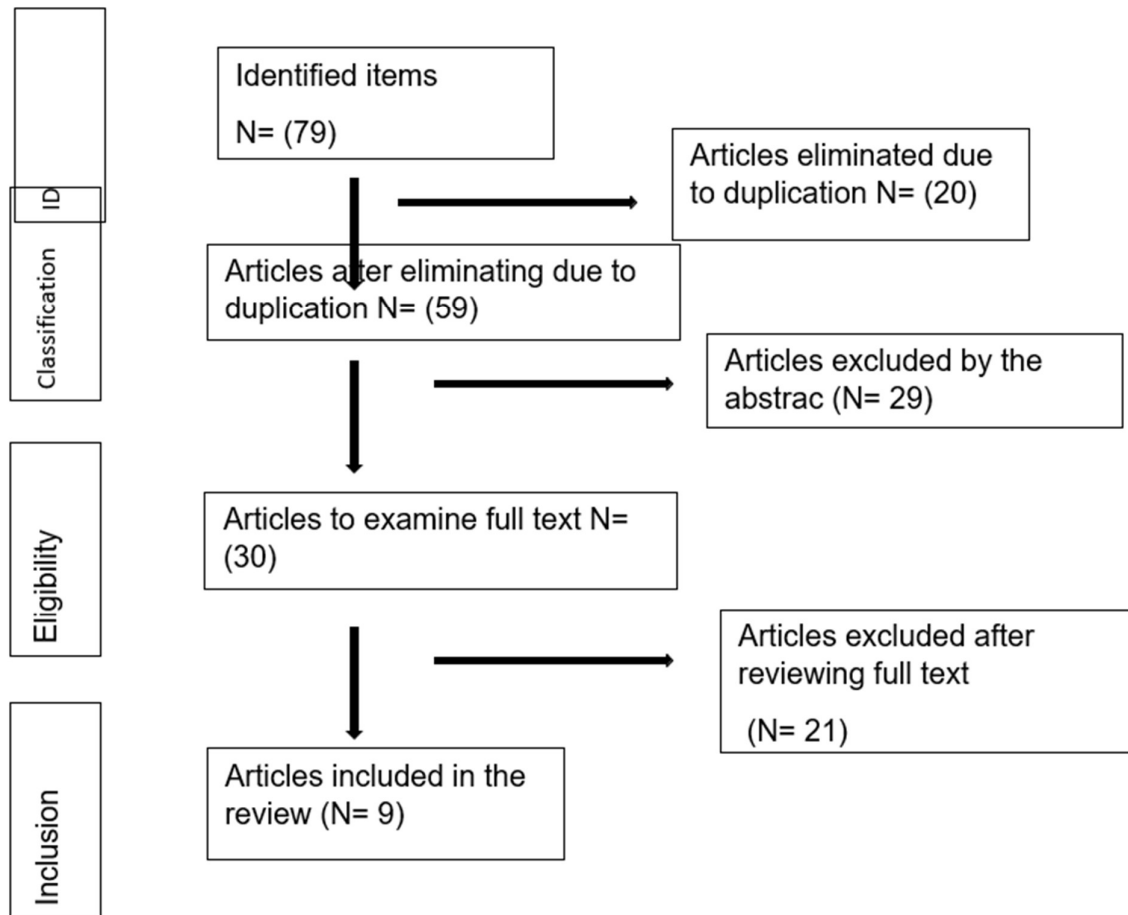 Identified items
N= (79)
Articles eliminated due
to duplication N= (20)
ID
Articles after eliminating due to
duplication N= (59)
Classification
Articles excluded by the
abstrac (N= 29)
Articles to examine full text N=
(30)
Eligibility
Articles excluded after
reviewing full text
(N= 21)
Articles included in the
review (N= 9)
Inclusion